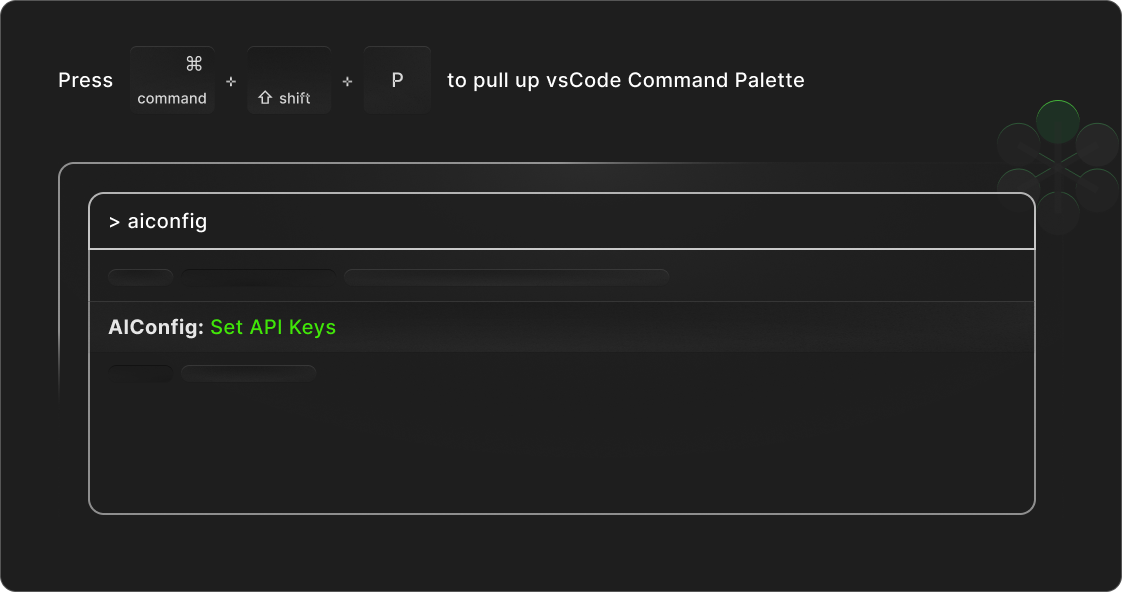 Press ⌘ command + ⇧ shift + P to pull up vsCode Command Palette
> aiconfig
AIConfig: Set API Keys